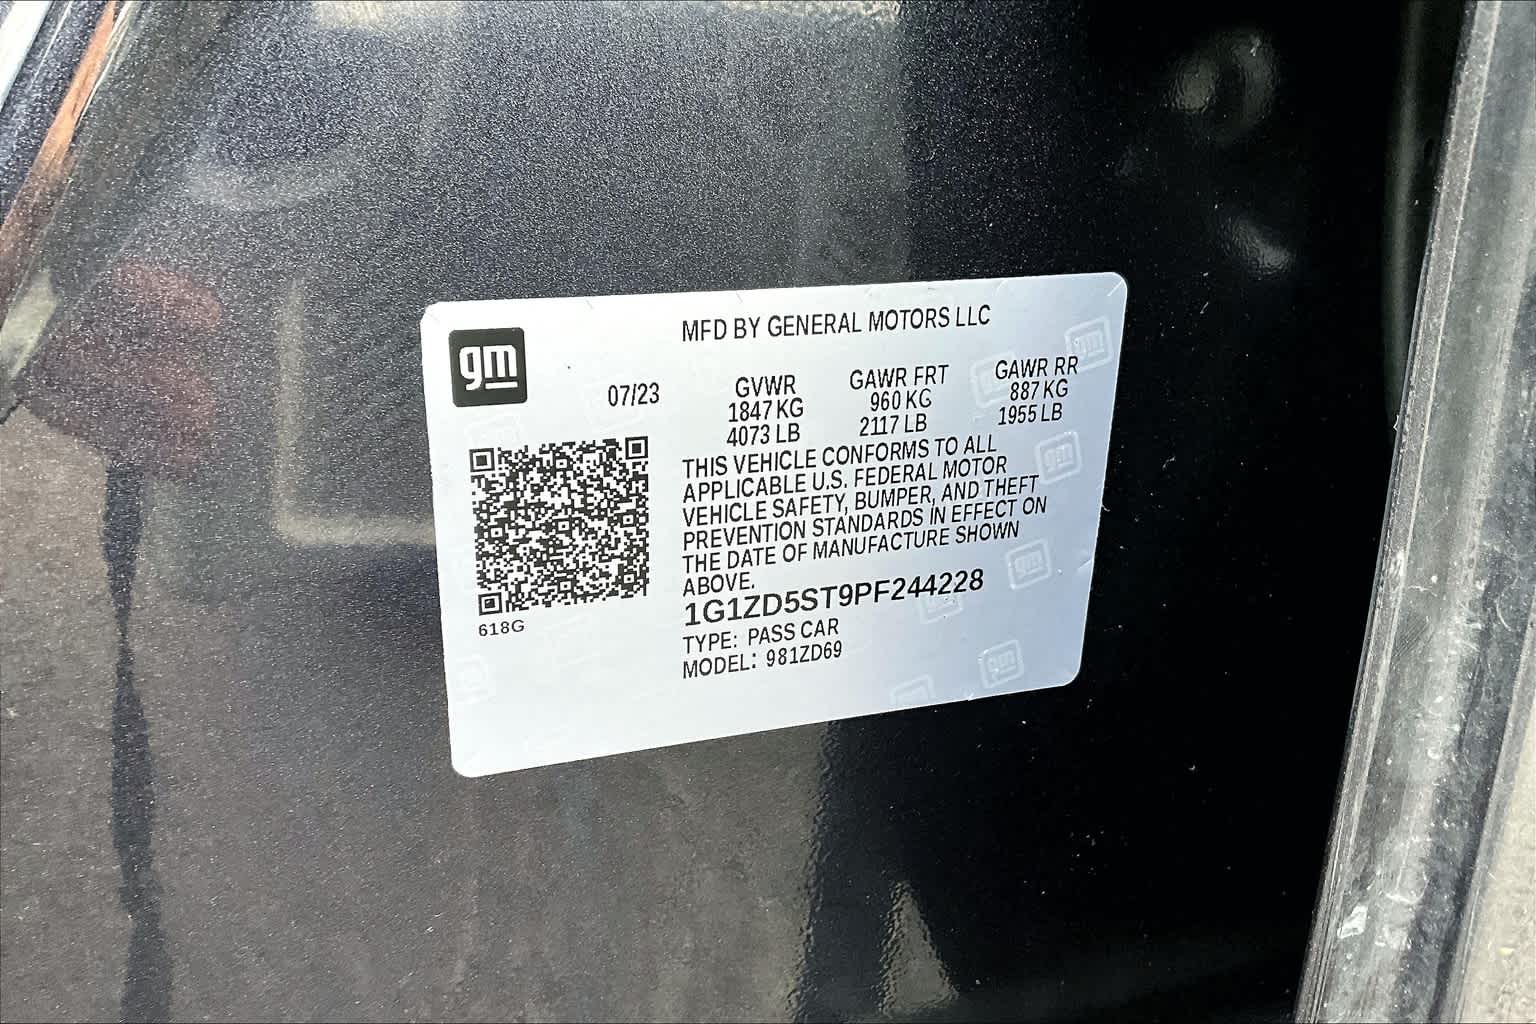 gm
MFD BY GENERAL MOTORS LLC
07/23 GVWR GAWR FRT GAWR RR
1847 KG 960 KG 887 KG
4073 LB 2117 LB 1955 LB
THIS VEHICLE CONFORMS TO ALL
APPLICABLE U.S. FEDERAL MOTOR
VEHICLE SAFETY, BUMPER, AND THEFT
PREVENTION STANDARDS IN EFFECT ON
THE DATE OF MANUFACTURE SHOWN
ABOVE.
1G1ZD5ST9PF244228
618G
TYPE: PASS CAR
MODEL: 981ZD69